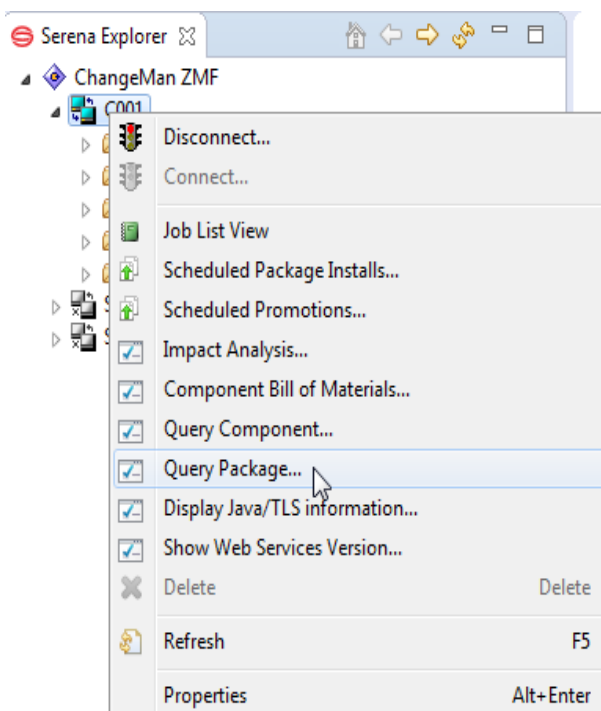 Serena Explorer
ChangeMan ZMF
C001
Disconnect...
Connect...
Job List View
Scheduled Package Installs...
Scheduled Promotions...
Impact Analysis...
Component Bill of Materials...
Query Component...
Query Package...
Display Java/TLS information...
Show Web Services Version...
Delete Delete
Refresh F5
Properties Alt+Enter